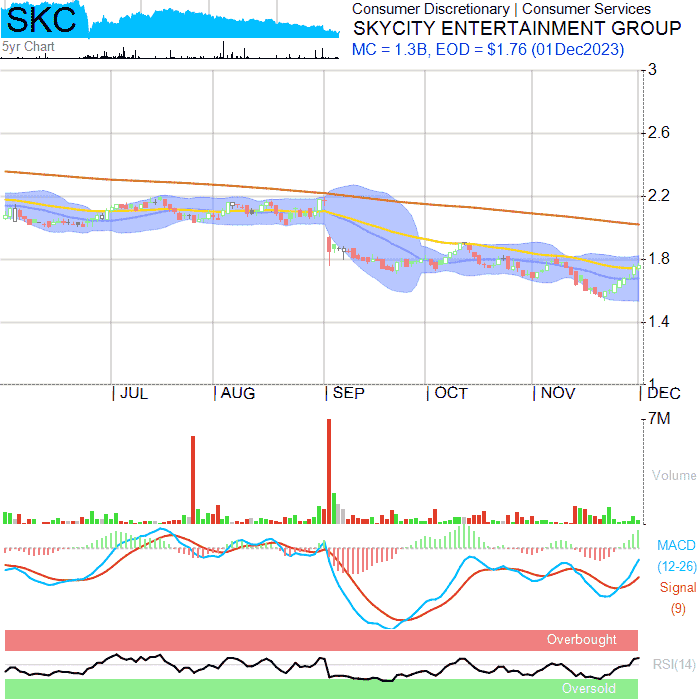 SKC
Consumer Discretionary | Consumer Services
SKYCITY ENTERTAINMENT GROUP
5yr Chart
MC = 1.3B, EOD = $1.76 (01Dec2023)
3
2.6
2.2
1.8
1.4
1
| JUL | AUG | SEP | OCT | NOV | DEC
7M
Volume
MACD
(12-26)
Signal
(9)
Overbought
RSI(14)
Oversold